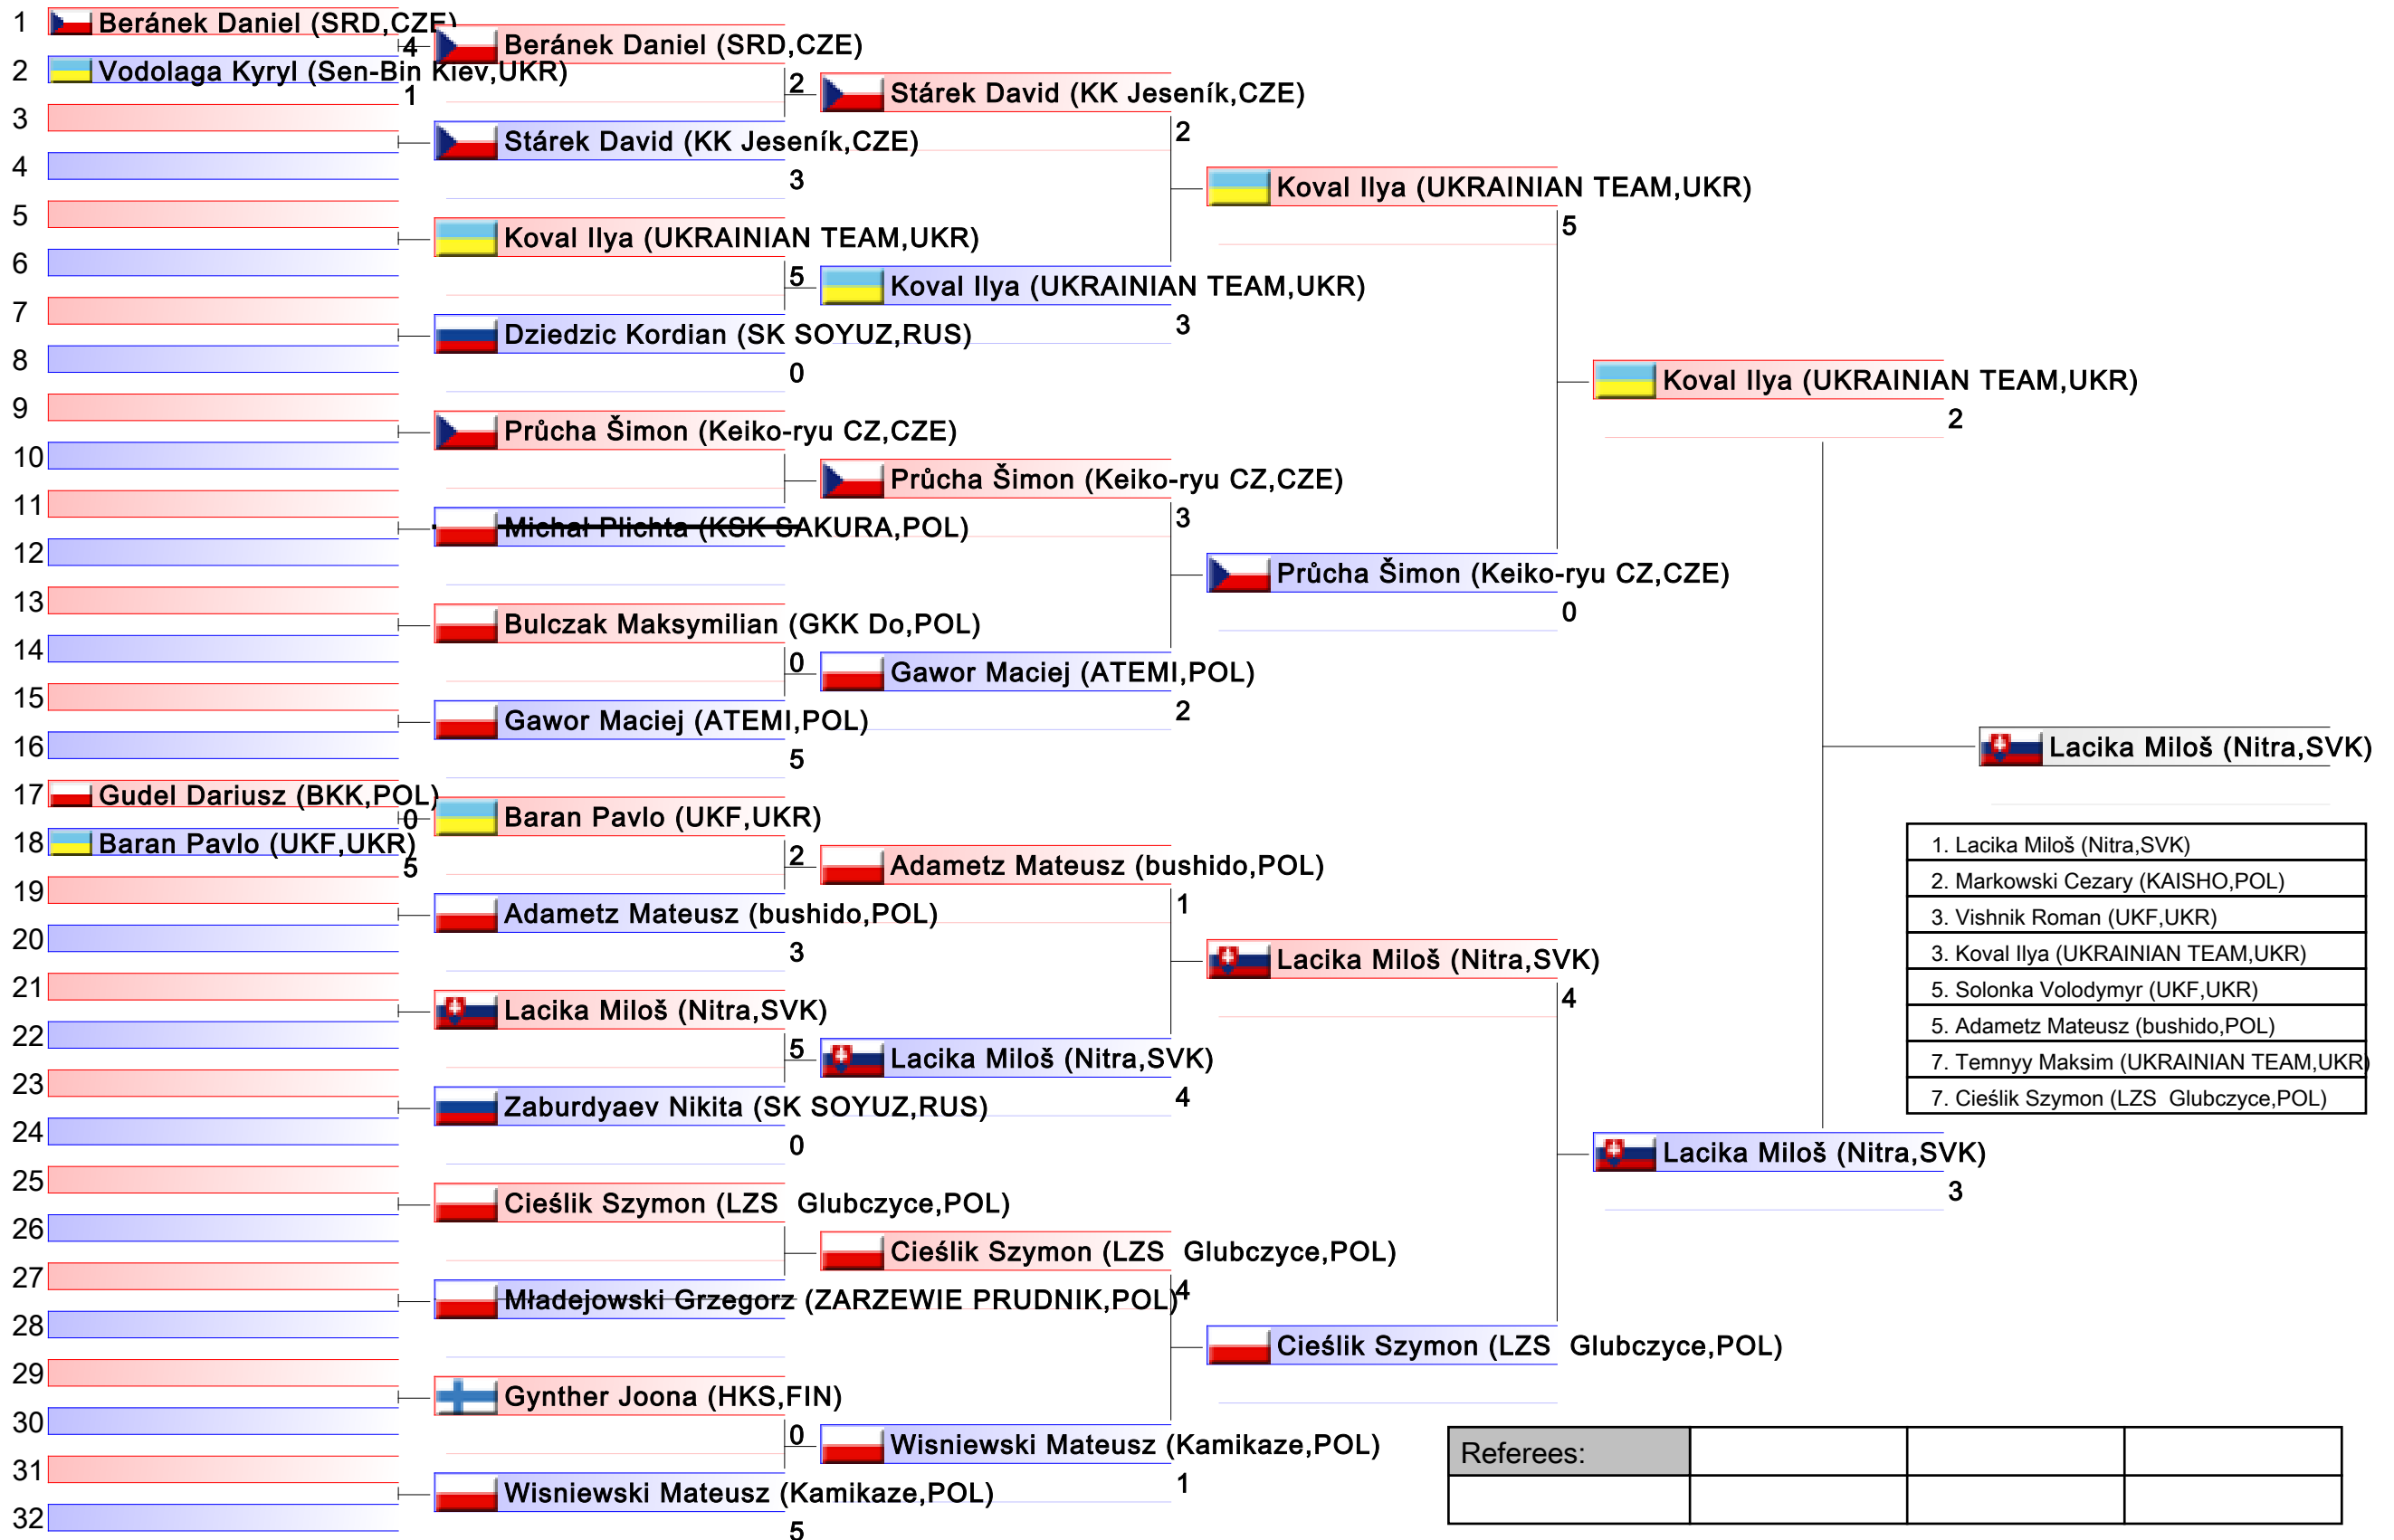 1 Beránek Daniel (SRD,CZE)
4
2 Vodolaga Kyryl (Sen-Bin Kiev,UKR)
1
3
4
5
6
7
8
9
10
11
12
13
14
15
16
17 Gudel Dariusz (BKK,POL)
0
18 Baran Pavlo (UKF,UKR)
5
19
20
21
22
23
24
25
26
27
28
29
30
31
32
Beránek Daniel (SRD,CZE)
2
Stárek David (KK Jeseník,CZE)
3
Koval Ilya (UKRAINIAN TEAM,UKR)
5
Dziedzic Kordian (SK SOYUZ,RUS)
0
Průcha Šimon (Keiko-ryu CZ,CZE)
Michał Plichta (KSK SAKURA,POL)
Bulczak Maksymilian (GKK Do,POL)
0
Gawor Maciej (ATEMI,POL)
5
Baran Pavlo (UKF,UKR)
2
Adametz Mateusz (bushido,POL)
3
Lacika Miloš (Nitra,SVK)
5
Zaburdyaev Nikita (SK SOYUZ,RUS)
0
Cieślik Szymon (LZS  Glubczyce,POL)
Mładejowski Grzegorz (ZARZEWIE PRUDNIK,POL)
Gynther Joona (HKS,FIN)
0
Wisniewski Mateusz (Kamikaze,POL)
5
Stárek David (KK Jeseník,CZE)
2
Koval Ilya (UKRAINIAN TEAM,UKR)
3
Průcha Šimon (Keiko-ryu CZ,CZE)
3
Gawor Maciej (ATEMI,POL)
2
Adametz Mateusz (bushido,POL)
1
Lacika Miloš (Nitra,SVK)
4
Cieślik Szymon (LZS  Glubczyce,POL)
4
Wisniewski Mateusz (Kamikaze,POL)
1
Koval Ilya (UKRAINIAN TEAM,UKR)
5
Průcha Šimon (Keiko-ryu CZ,CZE)
0
Lacika Miloš (Nitra,SVK)
4
Cieślik Szymon (LZS  Glubczyce,POL)
Koval Ilya (UKRAINIAN TEAM,UKR)
2
Lacika Miloš (Nitra,SVK)
3
Lacika Miloš (Nitra,SVK)
1. Lacika Miloš (Nitra,SVK)
2. Markowski Cezary (KAISHO,POL)
3. Vishnik Roman (UKF,UKR)
3. Koval Ilya (UKRAINIAN TEAM,UKR)
5. Solonka Volodymyr (UKF,UKR)
5. Adametz Mateusz (bushido,POL)
7. Temnyy Maksim (UKRAINIAN TEAM,UKR)
7. Cieślik Szymon (LZS  Glubczyce,POL)
Referees: